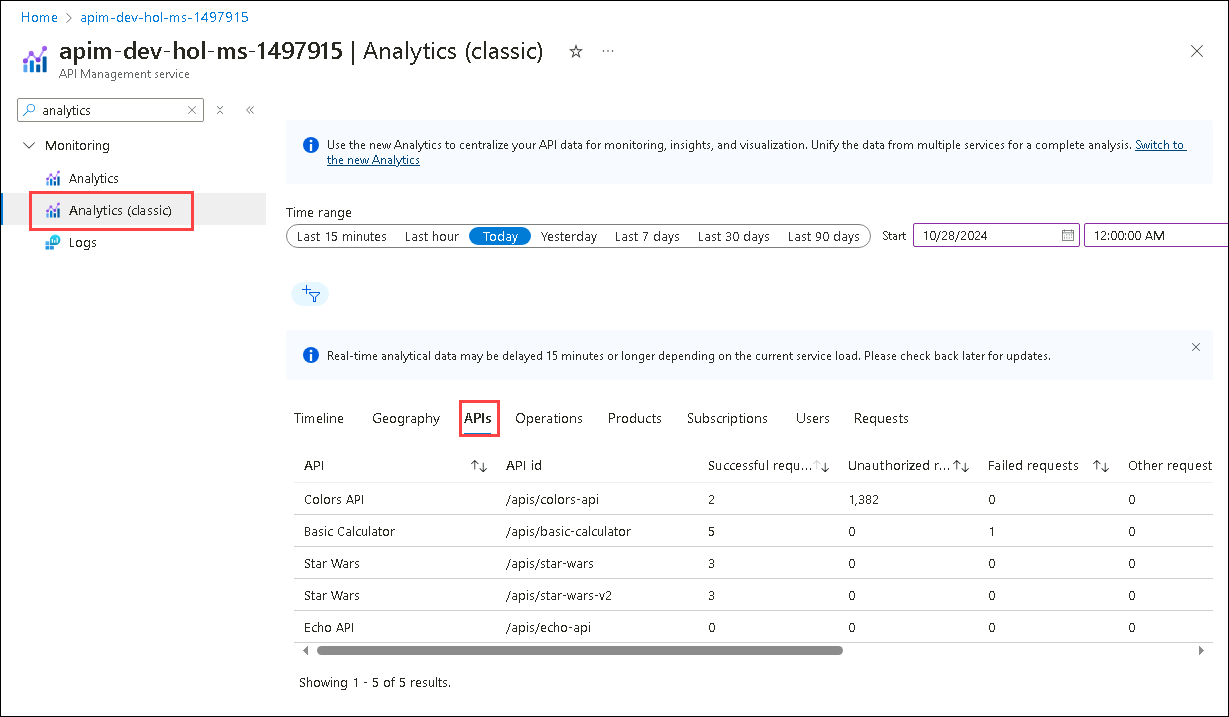 Home > apim-dev-hol-ms-1497915
apim-dev-hol-ms-1497915 | Analytics (classic)
API Management service
analytics
Monitoring
Analytics
Analytics (classic)
Logs
Use the new Analytics to centralize your API data for monitoring, insights, and visualization. Unify the data from multiple services for a complete analysis. Switch to
the new Analytics
Time range
Last 15 minutes Last hour Today Yesterday Last 7 days Last 30 days Last 90 days Start 10/28/2024 12:00:00 AM
Real-time analytical data may be delayed 15 minutes or longer depending on the current service load. Please check back later for updates.
Timeline Geography APIs Operations Products Subscriptions Users Requests
API API id Successful requ... Unauthorized r... Failed requests Other request
Colors API /apis/colors-api 2 1,382 0 0
Basic Calculator /apis/basic-calculator 5 0 1 0
Star Wars /apis/star-wars 3 0 0 0
Star Wars /apis/star-wars-v2 3 0 0 0
Echo API /apis/echo-api 0 0 0 0
Showing 1 - 5 of 5 results.